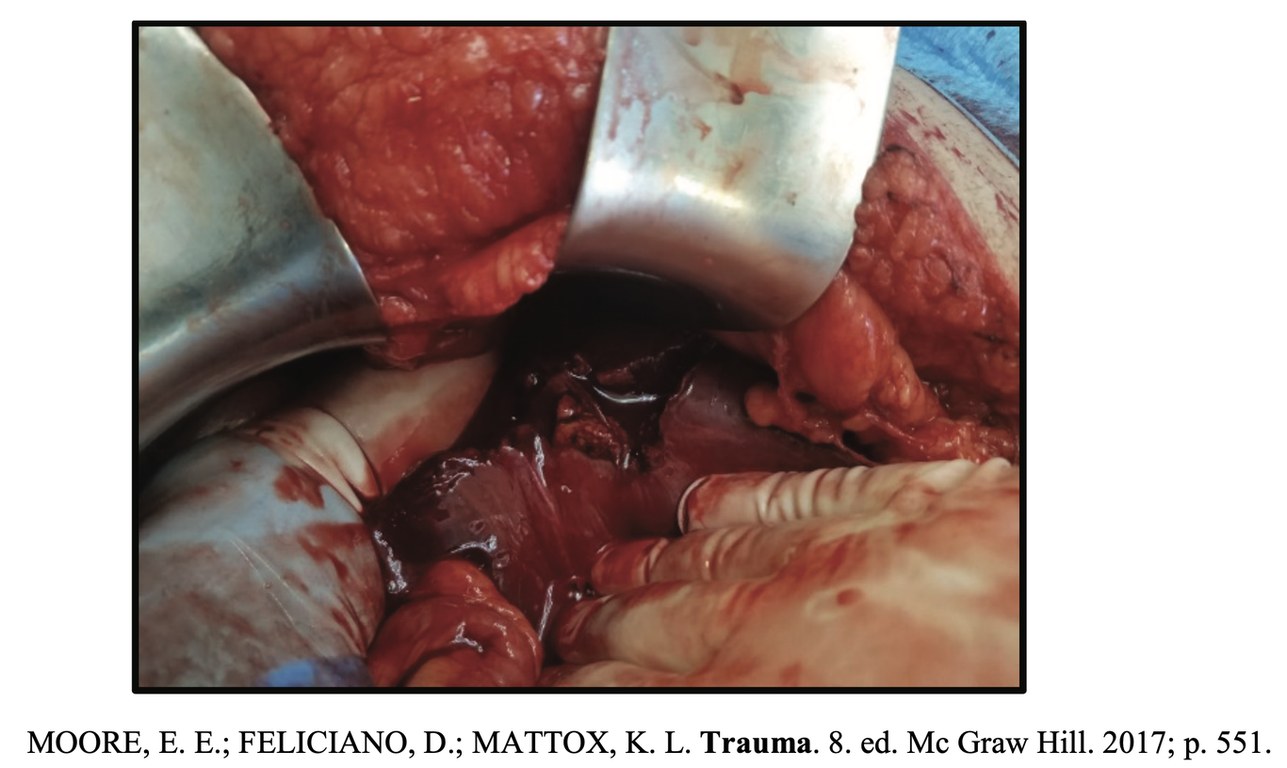 MOORE, E. E.; FELICIANO, D.; MATTOX, K. L. Trauma. 8. ed. Mc Graw Hill. 2017; p. 551.